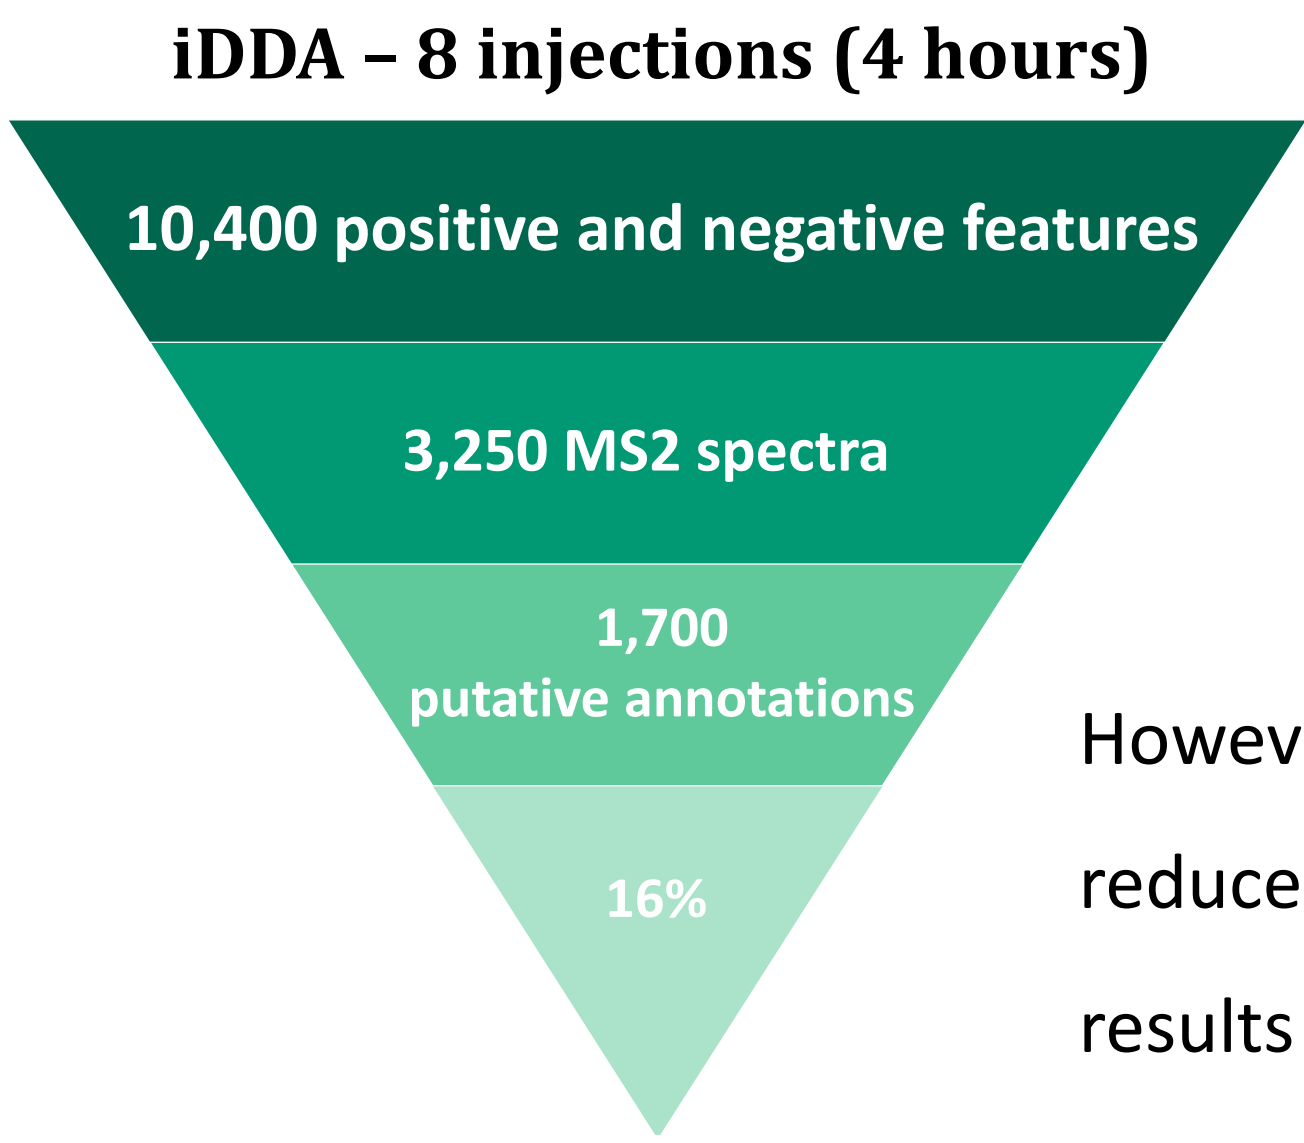 iDDA – 8 injections (4 hours)
10,400 positive and negative features
3,250 MS2 spectra
1,700
putative annotations
16%
Howev
reduce
results